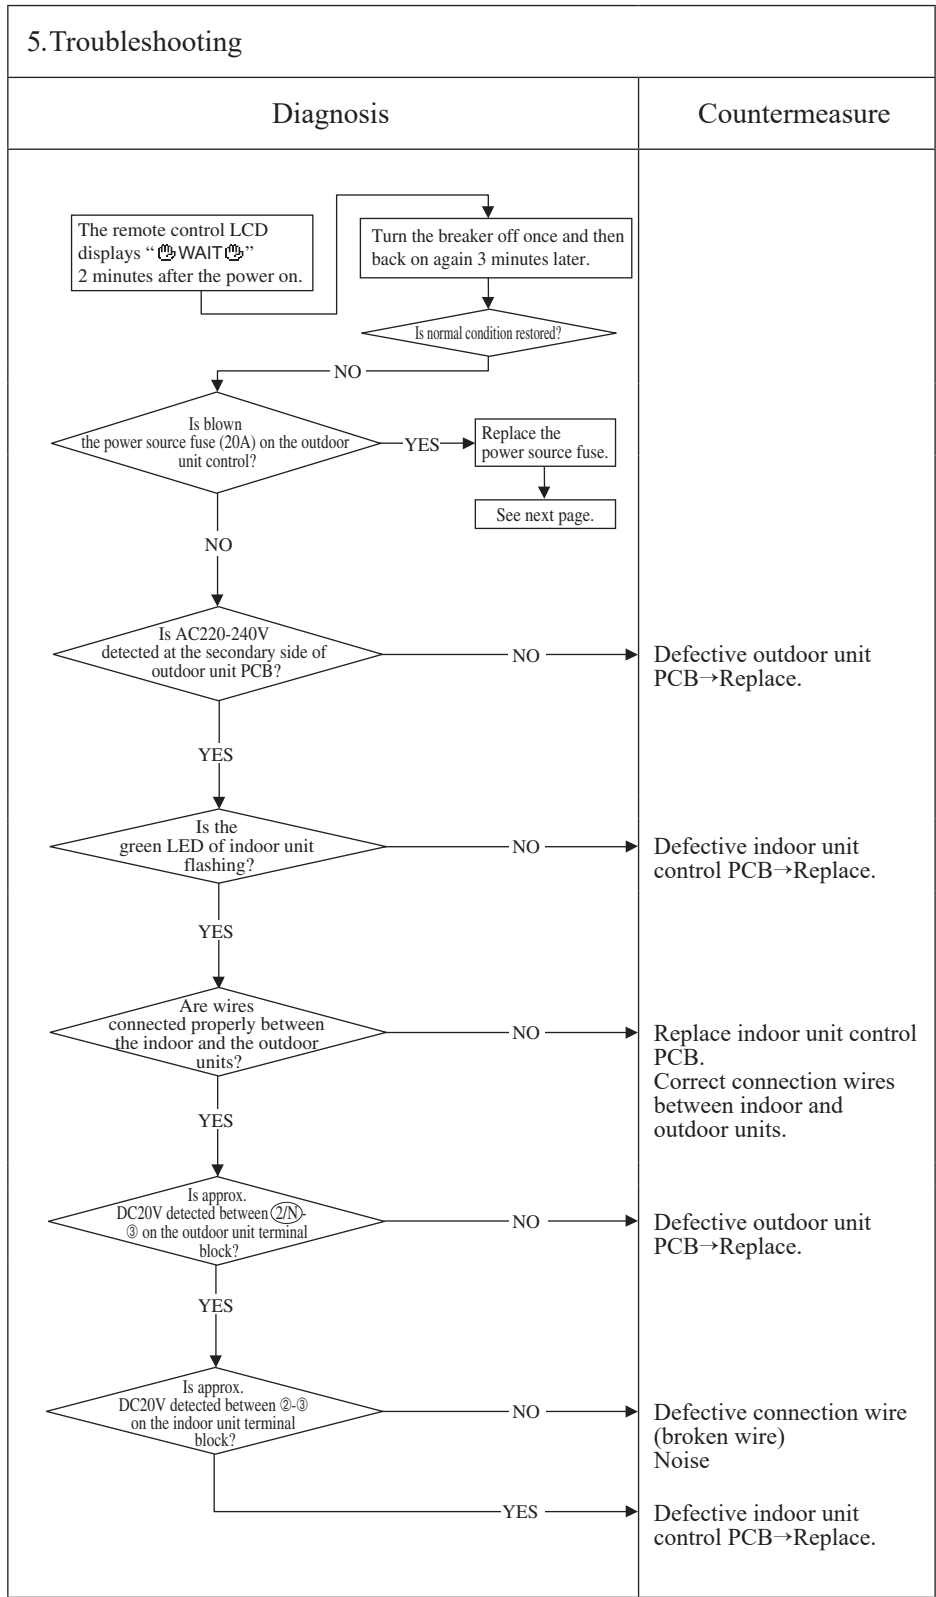 5.Troubleshooting
Diagnosis
Countermeasure
The remote control LCD
displays “ WAIT ”
2 minutes after the power on.
Turn the breaker off once and then
back on again 3 minutes later.
Is normal condition restored?
NO
Is blown
the power source fuse (20A) on the outdoor
unit control?
YES
Replace the
power source fuse.
See next page.
NO
Is AC220-240V
detected at the secondary side of
outdoor unit PCB?
NO
Defective outdoor unit
PCB→Replace.
YES
Is the
green LED of indoor unit
flashing?
NO
Defective indoor unit
control PCB→Replace.
YES
Are wires
connected properly between
the indoor and the outdoor
units?
NO
Replace indoor unit control
PCB.
Correct connection wires
between indoor and
outdoor units.
YES
Is approx.
DC20V detected between 2/N-
③ on the outdoor unit terminal
block?
NO
Defective outdoor unit
PCB→Replace.
YES
Is approx.
DC20V detected between ②-③
on the indoor unit terminal
block?
NO
Defective connection wire
(broken wire)
Noise
YES
Defective indoor unit
control PCB→Replace.